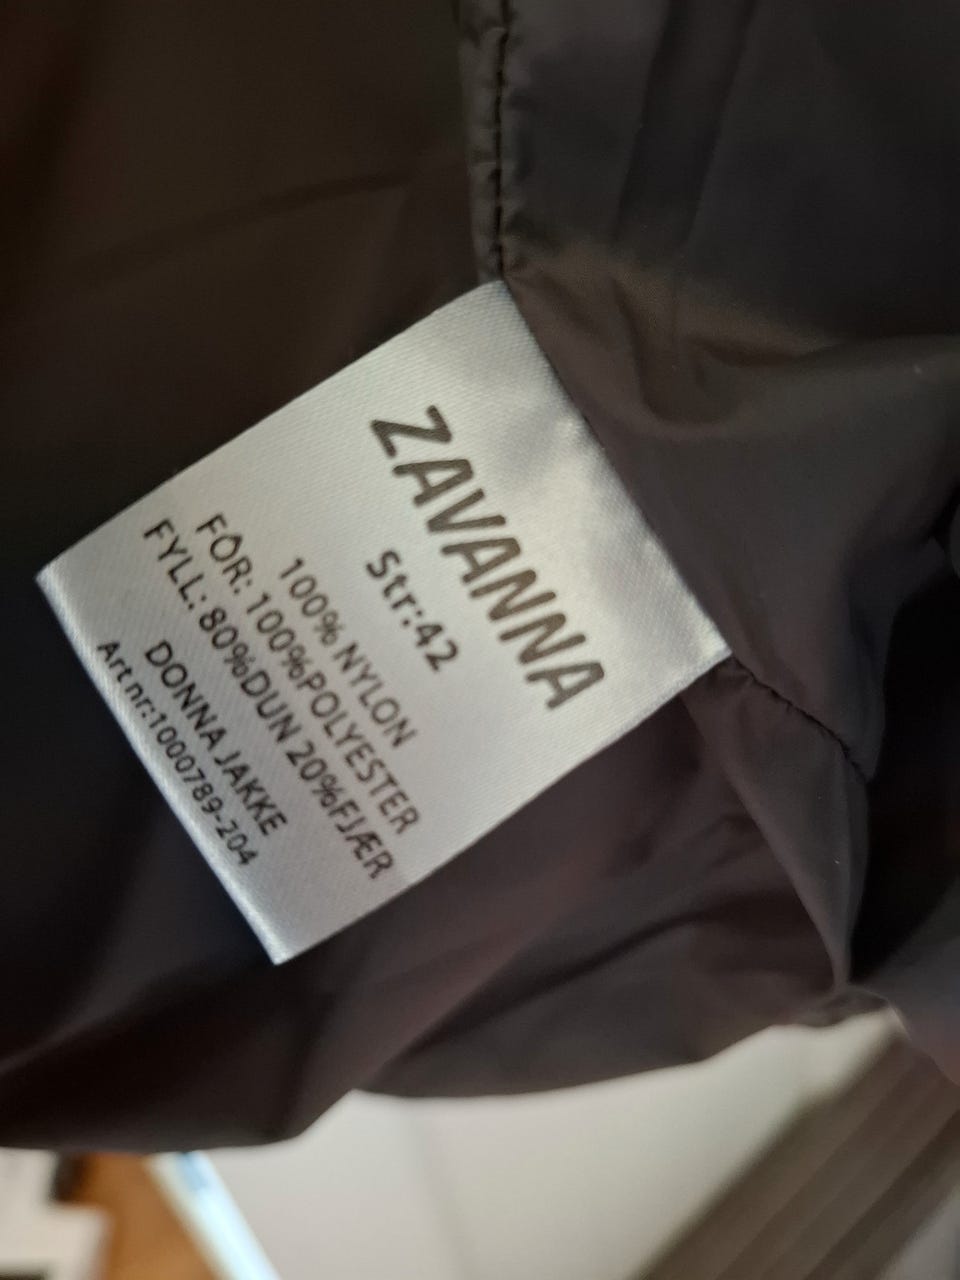 ZAVANNA
Str:42
100% NYLON
FÔR: 100%POLYESTER
FYLL: 80%DUN 20%FJÆR
DONNA JAKKE
Art nr:1000789-204